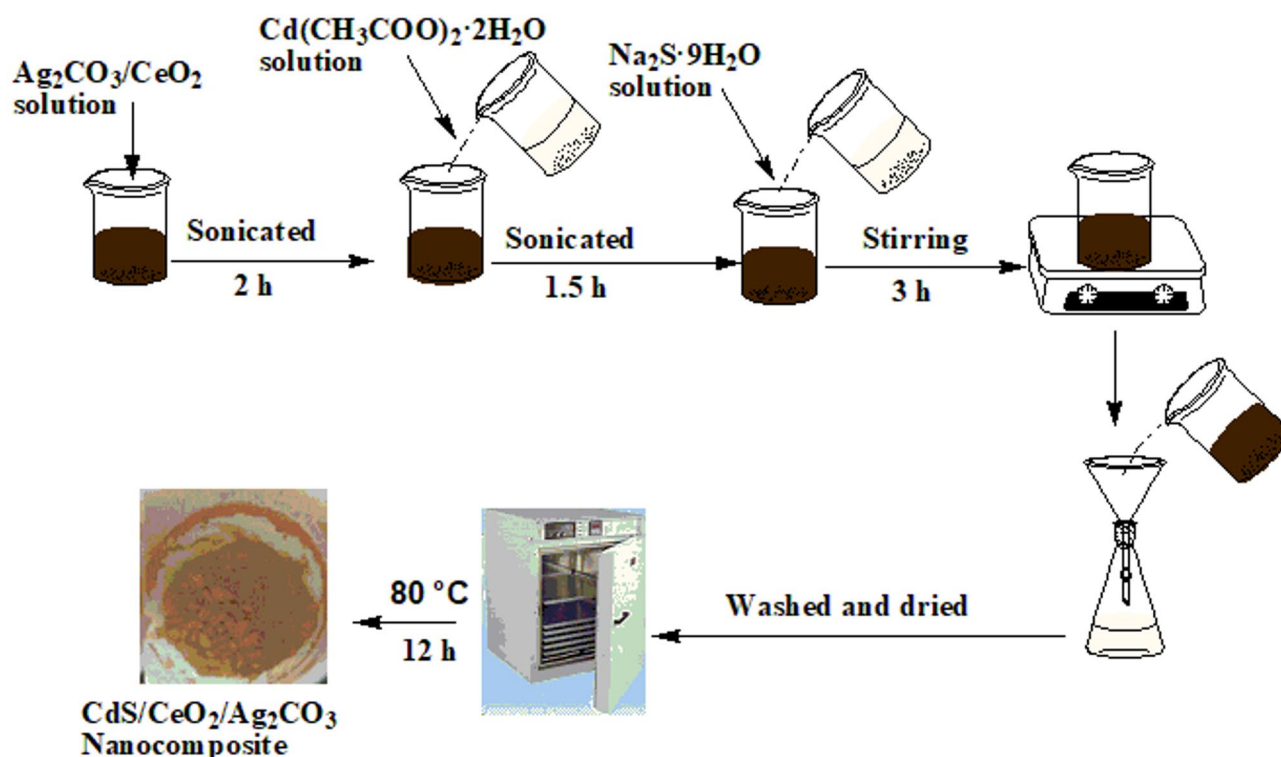 Ag₂CO₃/CeO₂
solution
Cd(CH₃COO)₂·2H₂O
solution
Na₂S·9H₂O
solution
Sonicated
2 h
Sonicated
1.5 h
Stirring
3 h
Washed and dried
80 °C
12 h
CdS/CeO₂/Ag₂CO₃
Nanocomposite